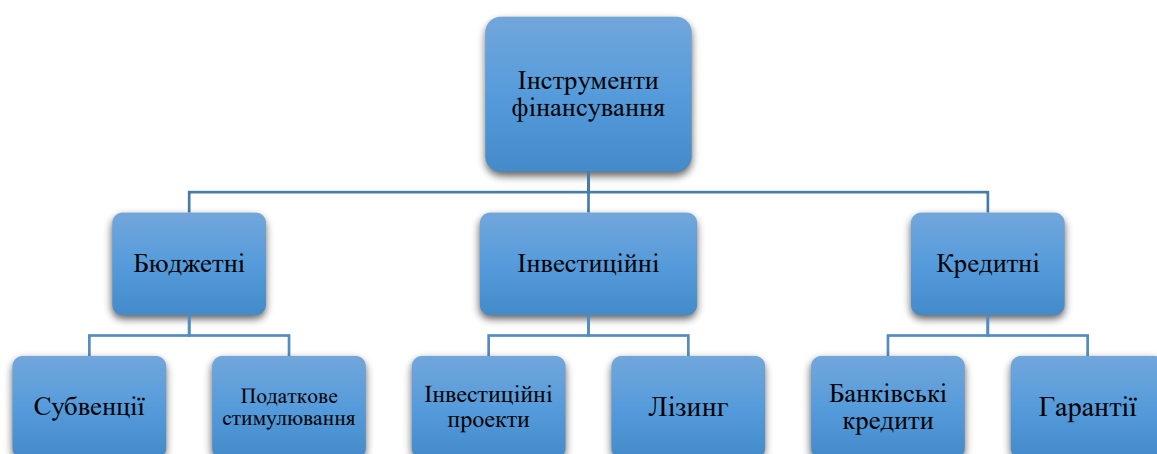 Інструменти
фінансування
Бюджетні
Інвестиційні
Кредитні
Субвенції
Податкове
стимулювання
Інвестиційні
проекти
Лізинг
Банківські
кредити
Гарантії